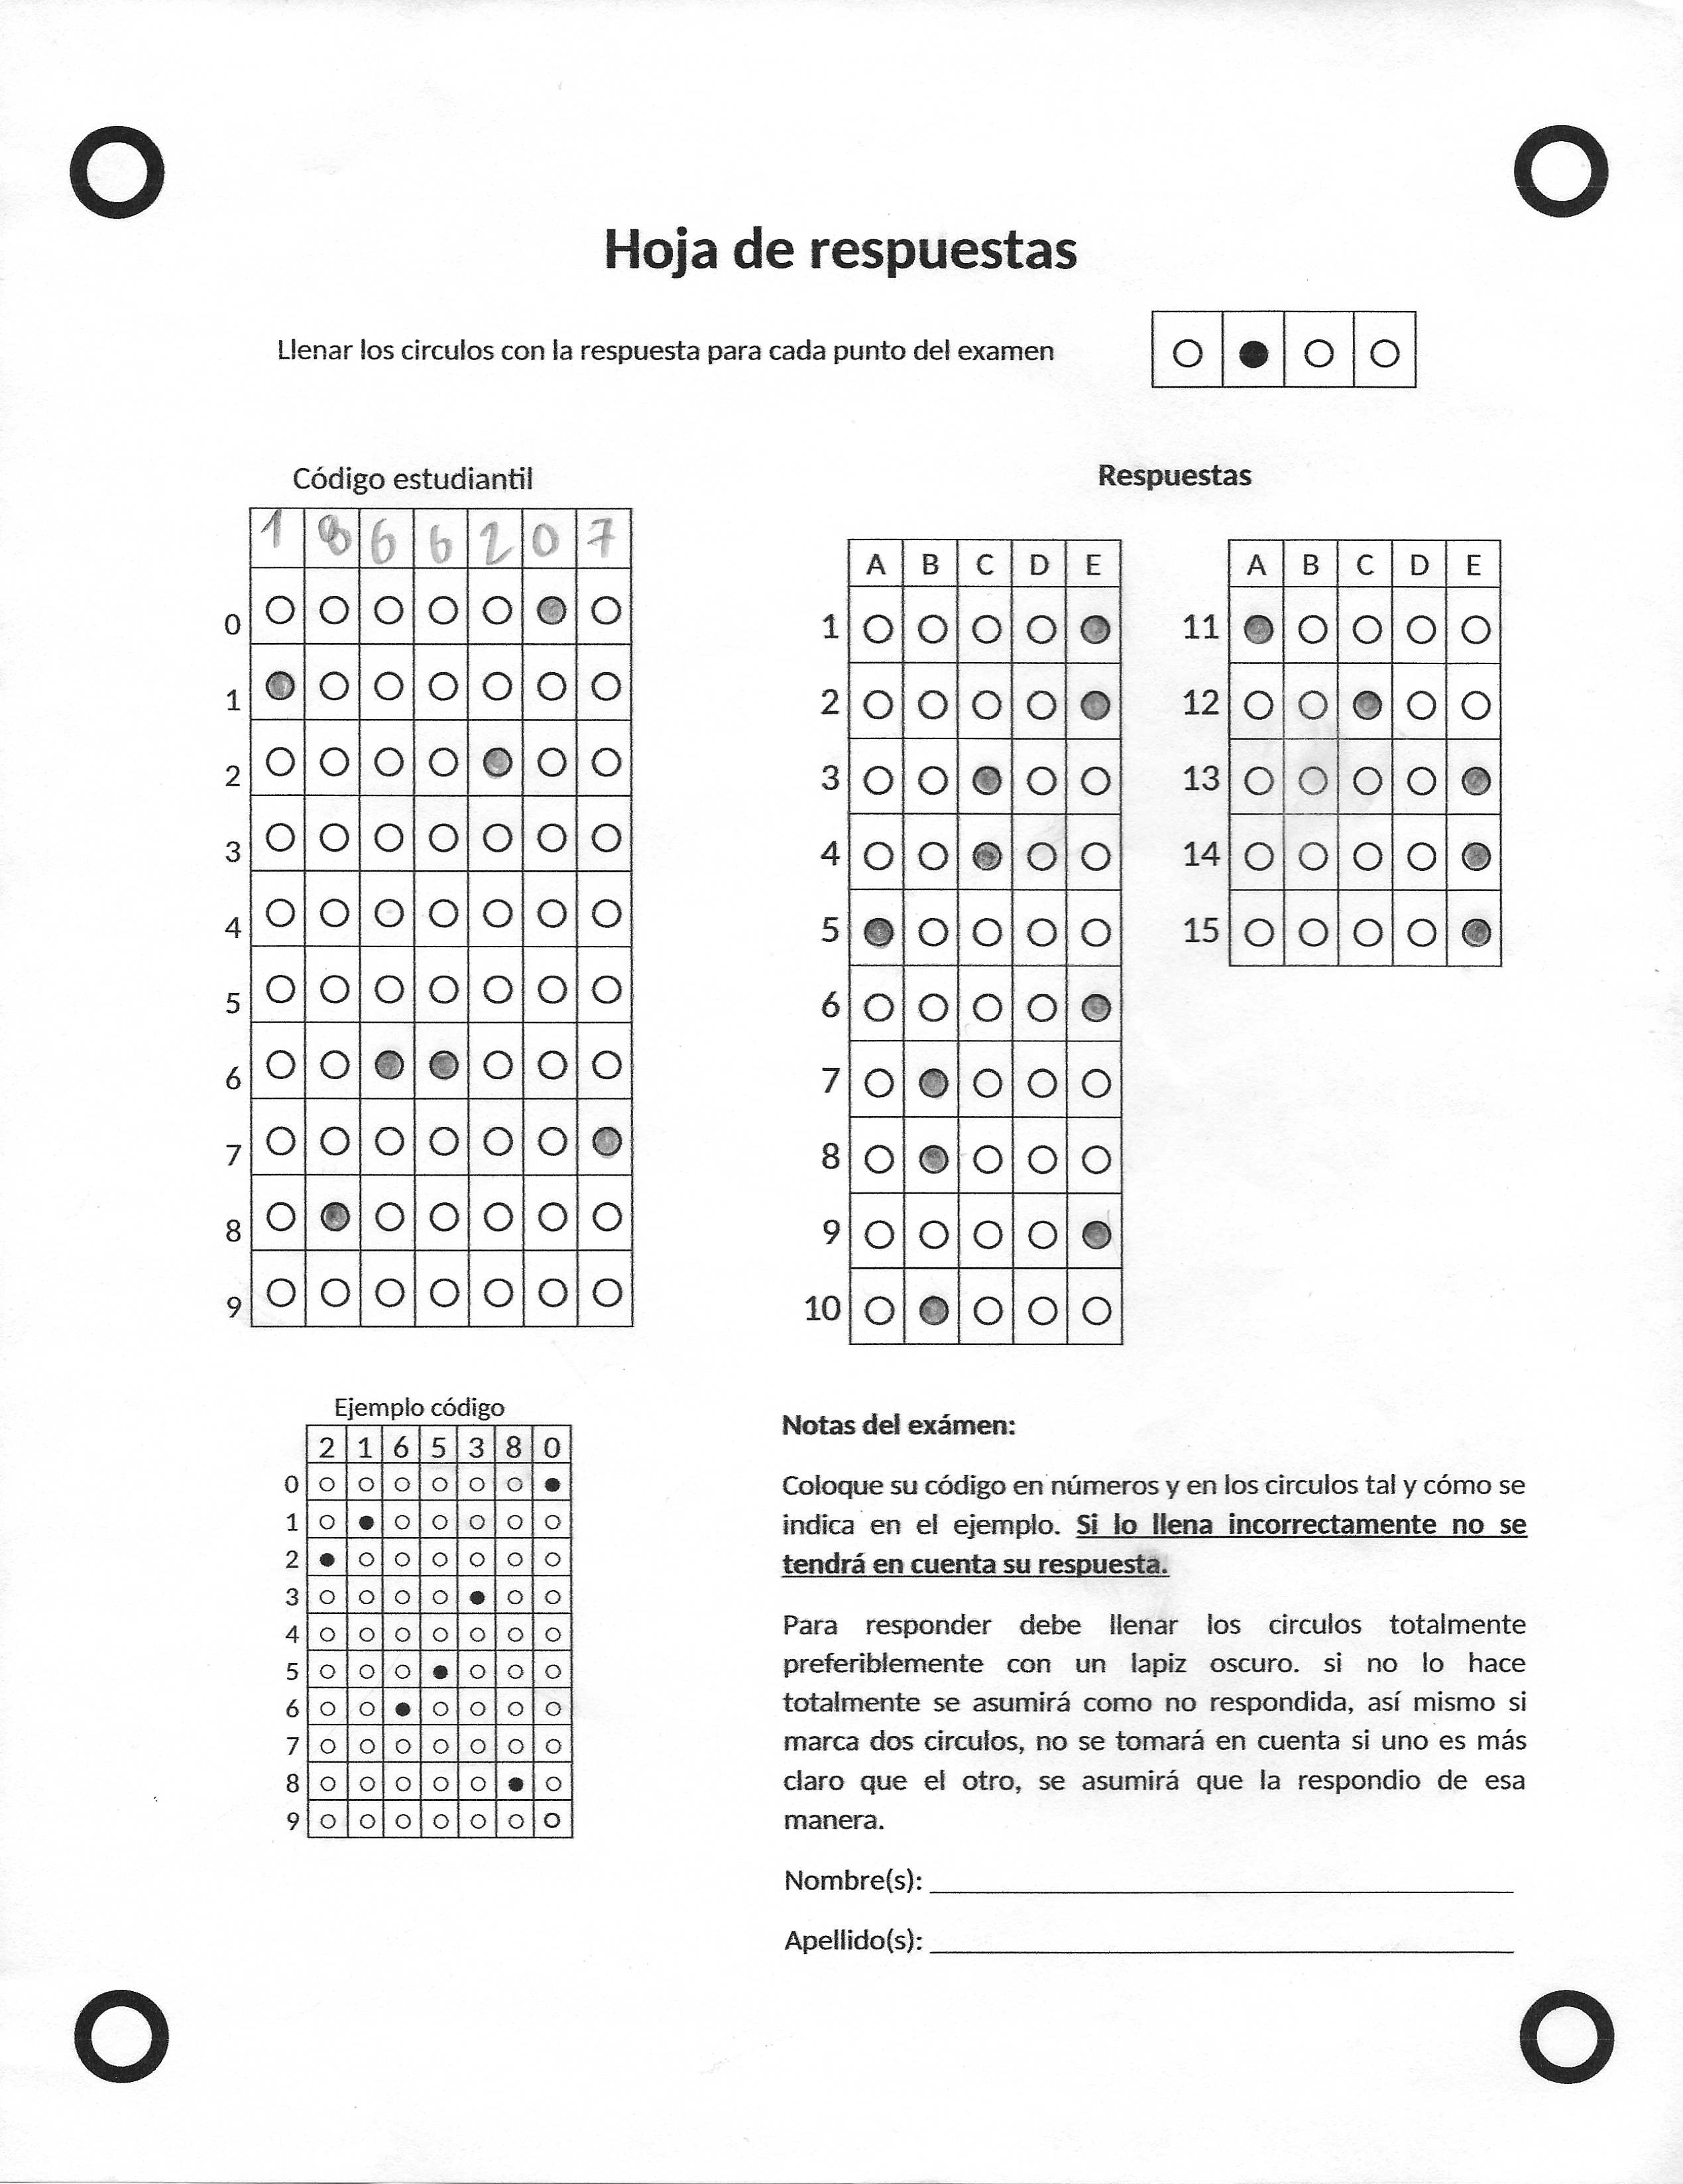 Hoja de respuestas
Llenar los circulos con la respuesta para cada punto del examen
Código estudiantil
1 8 6 6 2 0 7
0
1
2
3
4
5
6
7
8
9
Respuestas
A B C D E
1
2
3
4
5
6
7
8
9
10
A B C D E
11
12
13
14
15
Ejemplo código
2 1 6 5 3 8 0
0
1
2
3
4
5
6
7
8
9
Notas del exámen:
Coloque su código en números y en los circulos tal y cómo se
indica en el ejemplo. Si lo llena incorrectamente no se
tendrá en cuenta su respuesta.
Para responder debe llenar los circulos totalmente
preferiblemente con un lapiz oscuro. si no lo hace
totalmente se asumirá como no respondida, así mismo si
marca dos circulos, no se tomará en cuenta si uno es más
claro que el otro, se asumirá que la respondio de esa
manera.
Nombre(s):
Apellido(s):